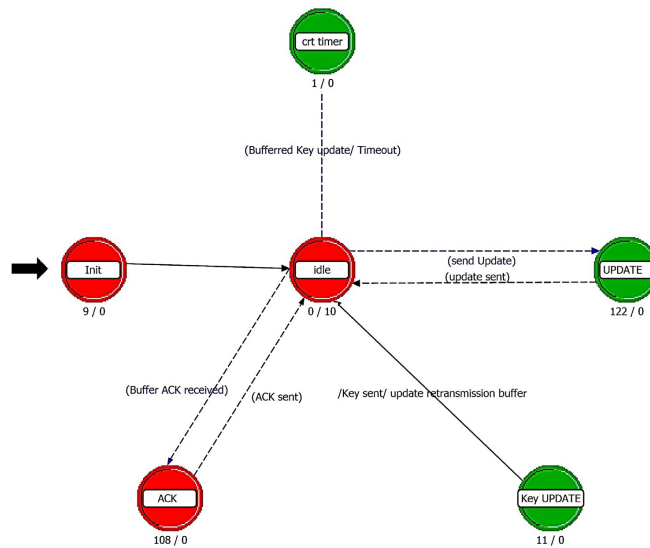 crt timer
1 / 0
(Bufferred Key update/ Timeout)
Init
9 / 0
idle
0 / 10
(send Update)
(update sent)
UPDATE
122 / 0
(Buffer ACK received)
(ACK sent)
/Key sent/ update retransmission buffer
ACK
108 / 0
Key UPDATE
11 / 0